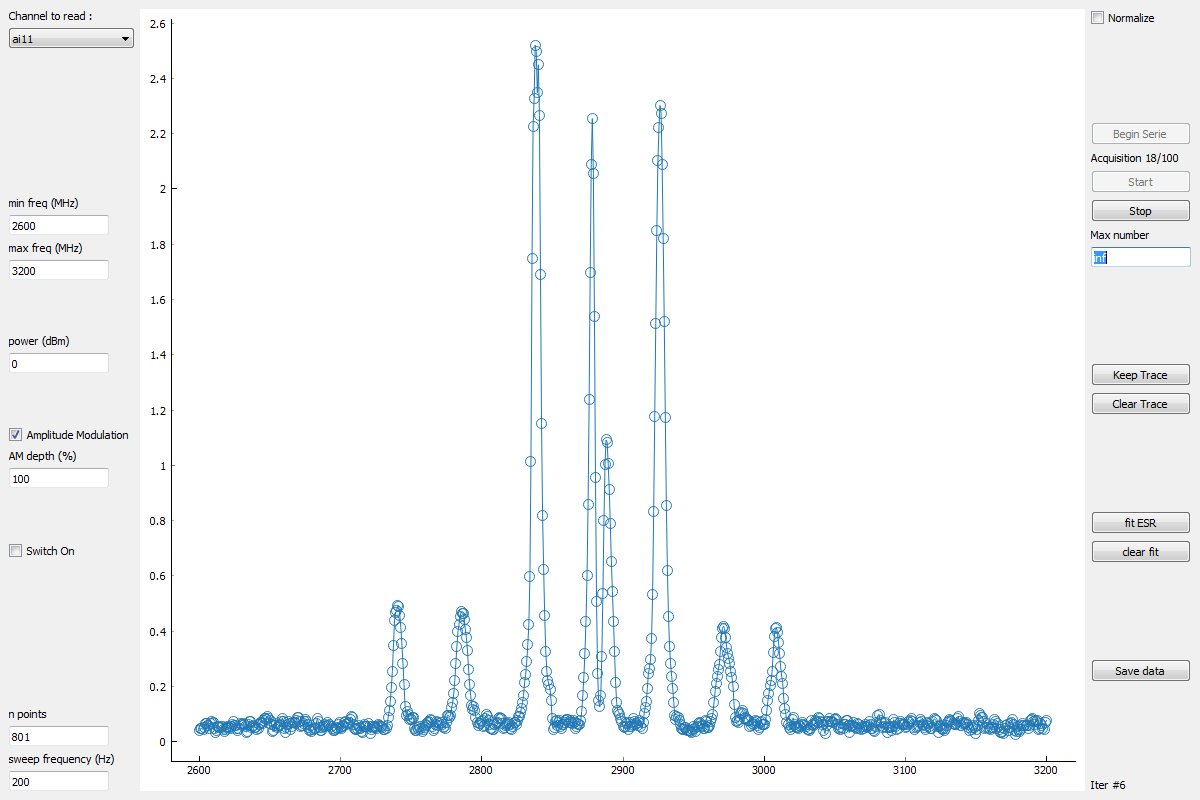 Channel to read :
ai11
min freq (MHz)
2600
max freq (MHz)
3200
power (dBm)
0
Amplitude Modulation
AM depth (%)
100
Switch On
n points
801
sweep frequency (Hz)
200
2.6
2.4
2.2
2
1.8
1.6
1.4
1.2
1
0.8
0.6
0.4
0.2
0
2600 2700 2800 2900 3000 3100 3200
Normalize
Begin Serie
Acquisition 18/100
Start
Stop
Max number
inf
Keep Trace
Clear Trace
fit ESR
clear fit
Save data
Iter #6